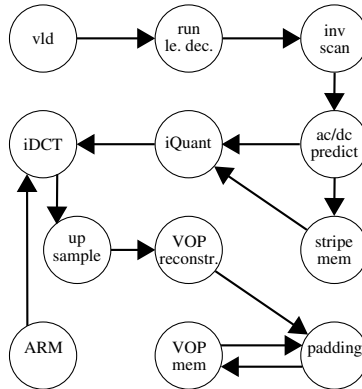 vld
run
le. dec.
inv
scan
iDCT
iQuant
ac/dc
predict
up
sample
VOP
reconstr.
stripe
mem
ARM
VOP
mem
padding